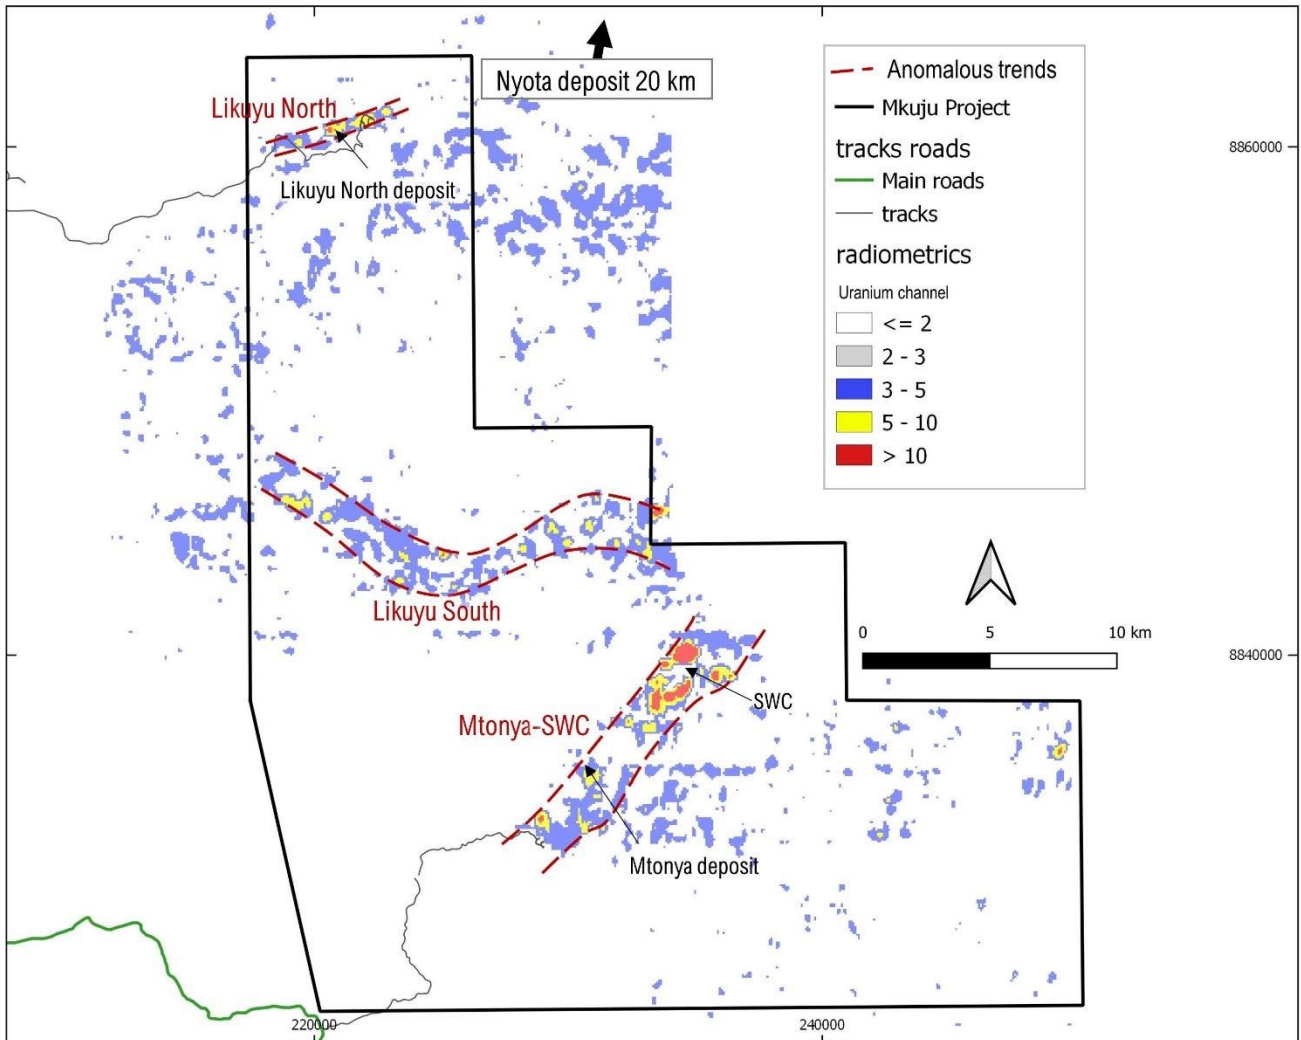 Nyota deposit 20 km
Likuyu North
Likuyu North deposit
Anomalous trends
Mkuju Project
tracks roads
Main roads
tracks
radiometrics
Uranium channel
<= 2
2 - 3
3 - 5
5 - 10
> 10
8860000
Likuyu South
0 5 10 km
8840000
SWC
Mtonya-SWC
Mtonya deposit
220000
240000